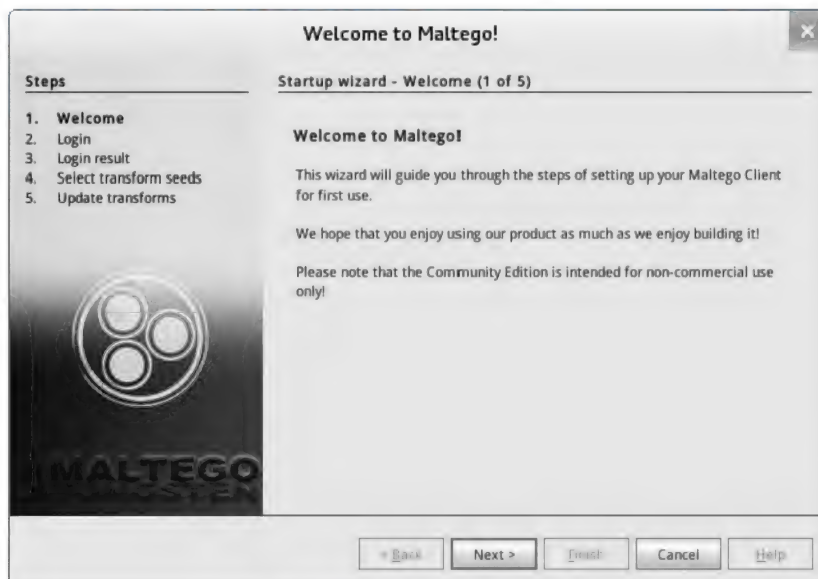 Welcome to Maltego!
Steps
1. Welcome
2. Login
3. Login result
4. Select transform seeds
5. Update transforms
Startup wizard - Welcome (1 of 5)
Welcome to Maltego!
This wizard will guide you through the steps of setting up your Maltego Client
for first use.
We hope that you enjoy using our product as much as we enjoy building it!
Please note that the Community Edition is intended for non-commercial use
only!
MALTEGO
< Back
Next >
Finish
Cancel
Help